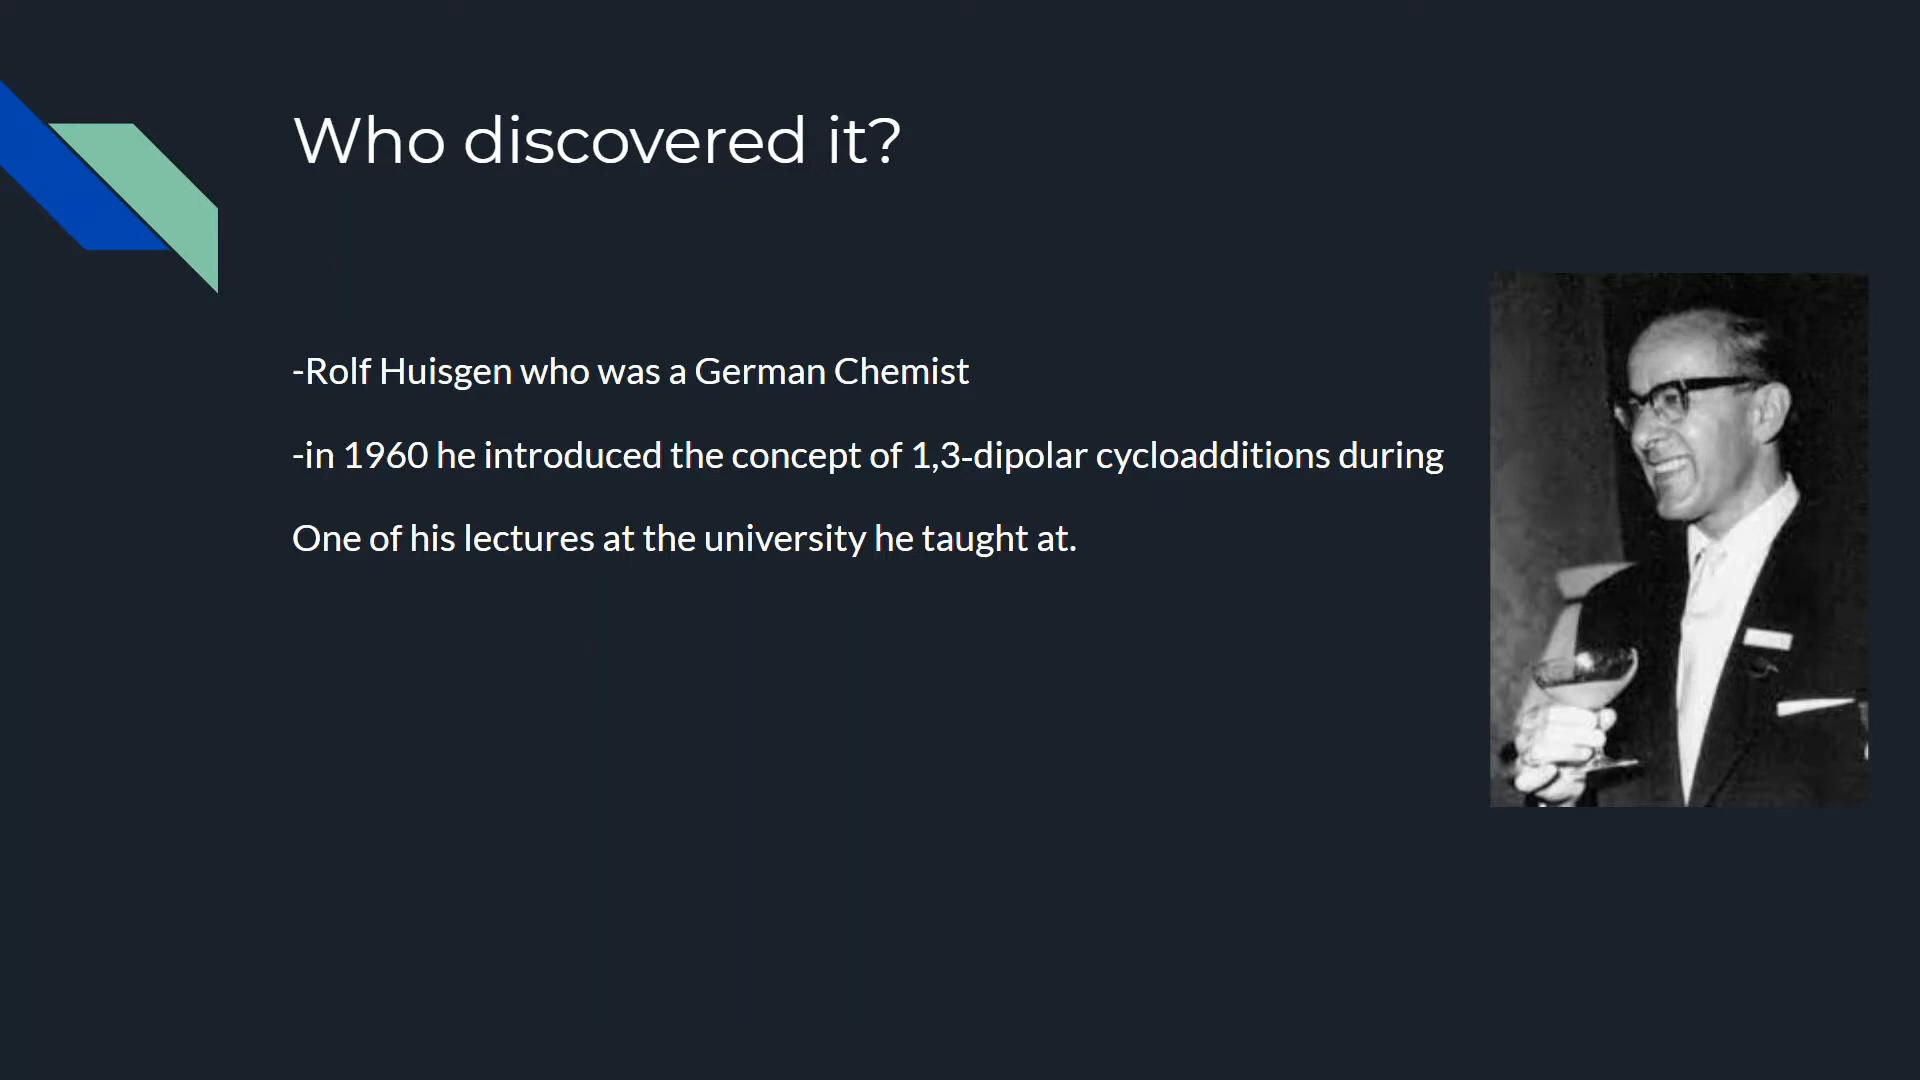 Who discovered it?
-Rolf Huisgen who was a German Chemist
-in 1960 he introduced the concept of 1,3-dipolar cycloadditions during
One of his lectures at the university he taught at.